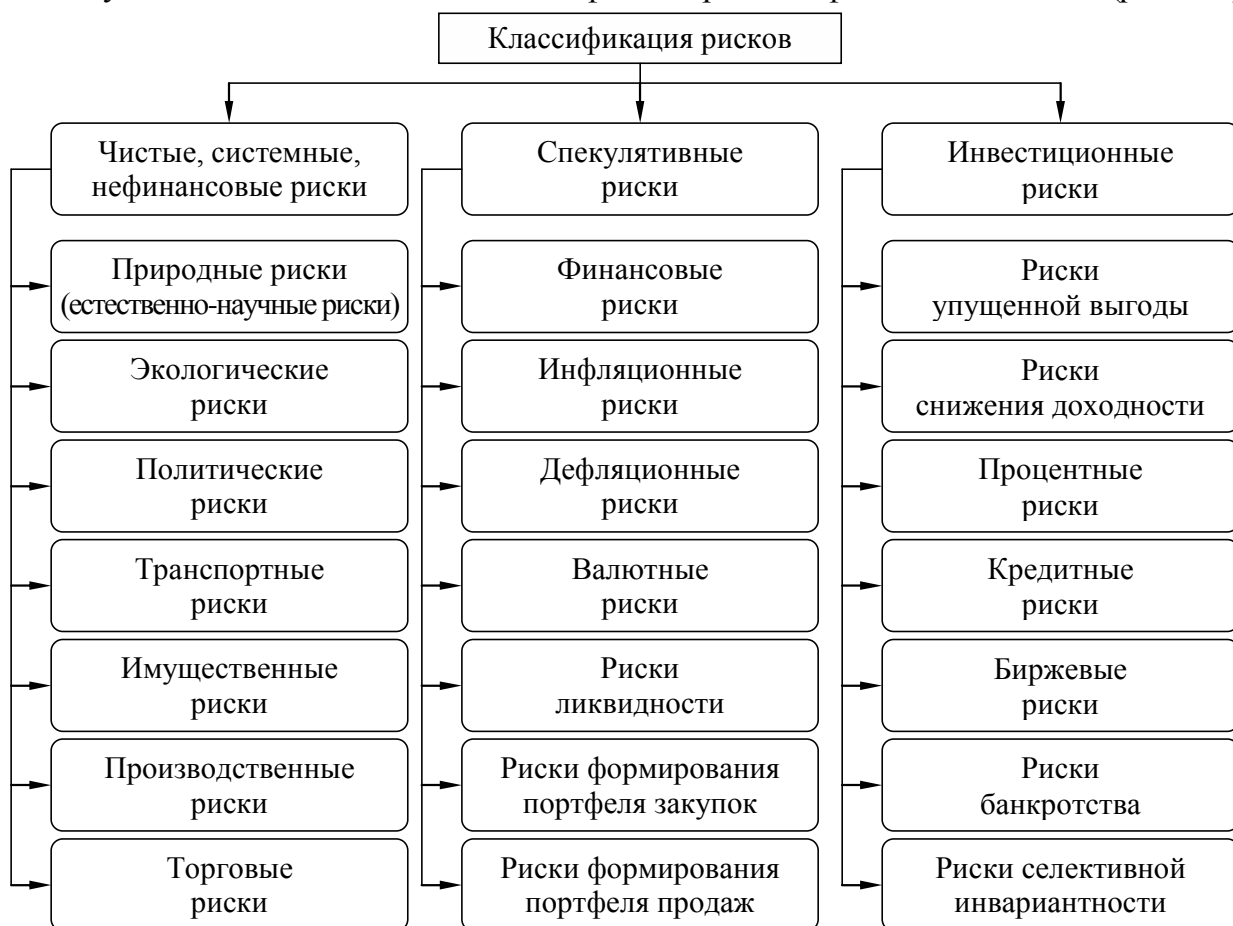 Классификация рисков
Чистые, системные,
нефинансовые риски
Спекулятивные
риски
Инвестиционные
риски
Природные риски
(естественно-научные риски)
Финансовые
риски
Риски
упущенной выгоды
Экологические
риски
Инфляционные
риски
Риски
снижения доходности
Политические
риски
Дефляционные
риски
Процентные
риски
Транспортные
риски
Валютные
риски
Кредитные
риски
Имущественные
риски
Риски
ликвидности
Биржевые
риски
Производственные
риски
Риски формирования
портфеля закупок
Риски
банкротства
Торговые
риски
Риски формирования
портфеля продаж
Риски селективной
инвариантности